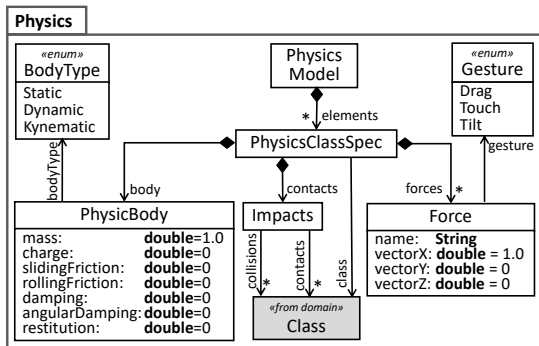 Physics
«enum»
BodyType
Static
Dynamic
Kynematic
Physics
Model
«enum»
Gesture
Drag
Touch
Tilt
* elements
PhysicsClassSpec
bodyType
body
contacts
forces *
gesture
PhysicBody
mass: double=1.0
charge: double=0
slidingFriction: double=0
rollingFriction: double=0
damping: double=0
angularDamping: double=0
restitution: double=0
Impacts
collisions
*
contacts
*
class
Force
name: String
vectorX: double = 1.0
vectorY: double = 0
vectorZ: double = 0
«from domain»
Class